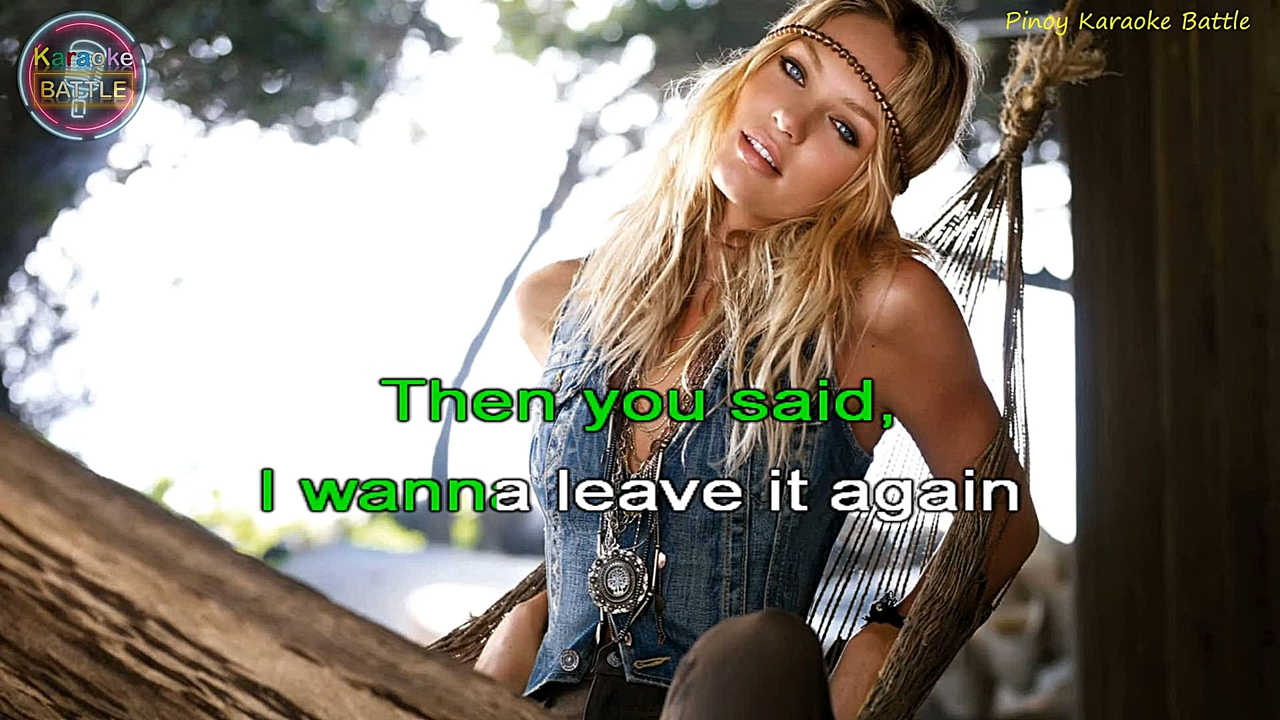 Karaoke
BATTLE
Pinoy Karaoke Battle
Then you said,
I wanna leave it again